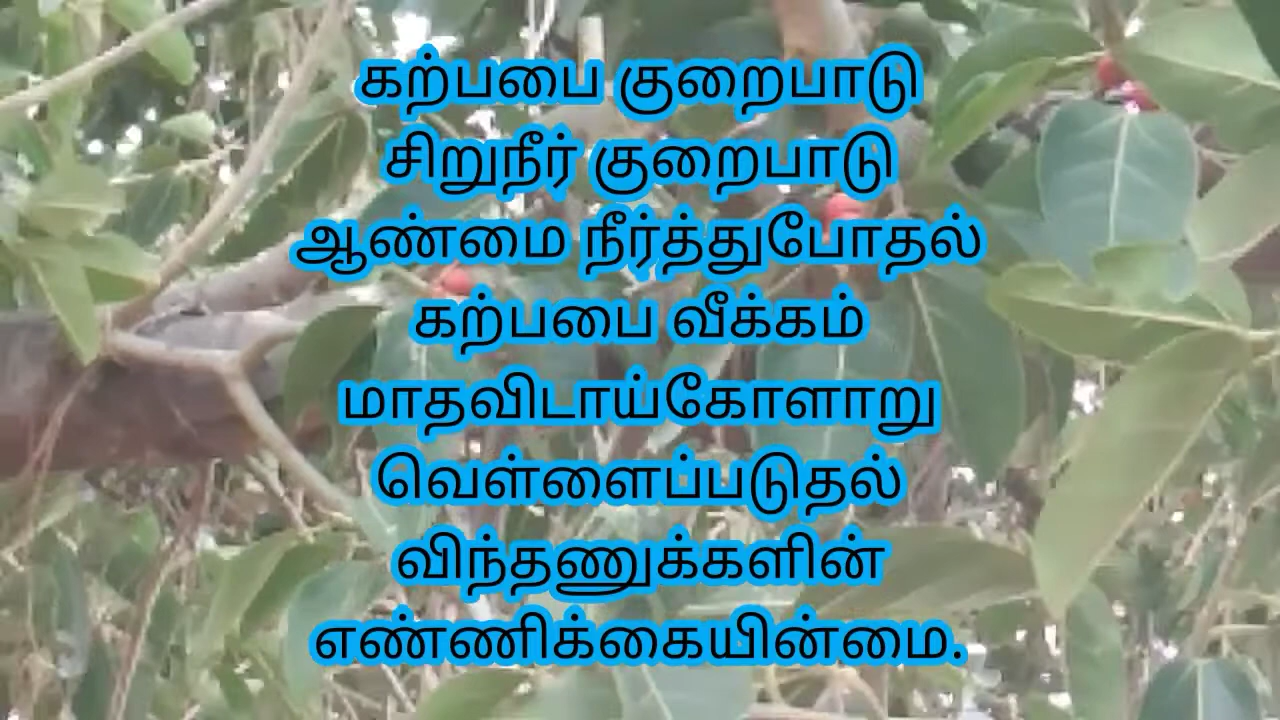 கற்பபை குறைபாடு
சிறுநீர் குறைபாடு
ஆண்மை நீர்த்துபோதல்
கற்பபை வீக்கம்
மாதவிடாய்கோளாறு
வெள்ளைப்படுதல்
விந்தணுக்களின்
எண்ணிக்கையின்மை.